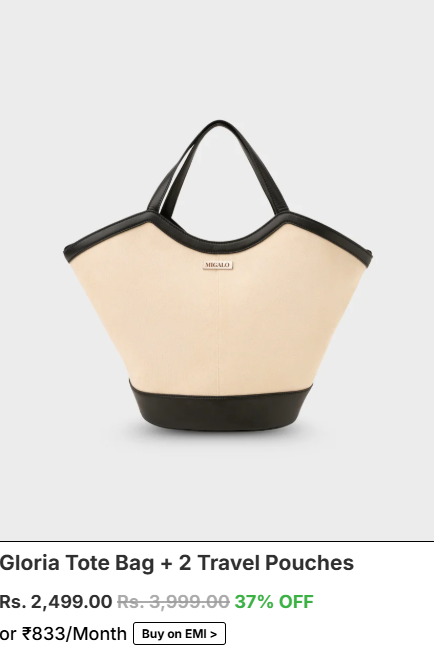 MIGALO
Gloria Tote Bag + 2 Travel Pouches
Rs. 2,499.00 Rs. 3,999.00 37% OFF
or ₹833/Month Buy on EMI >